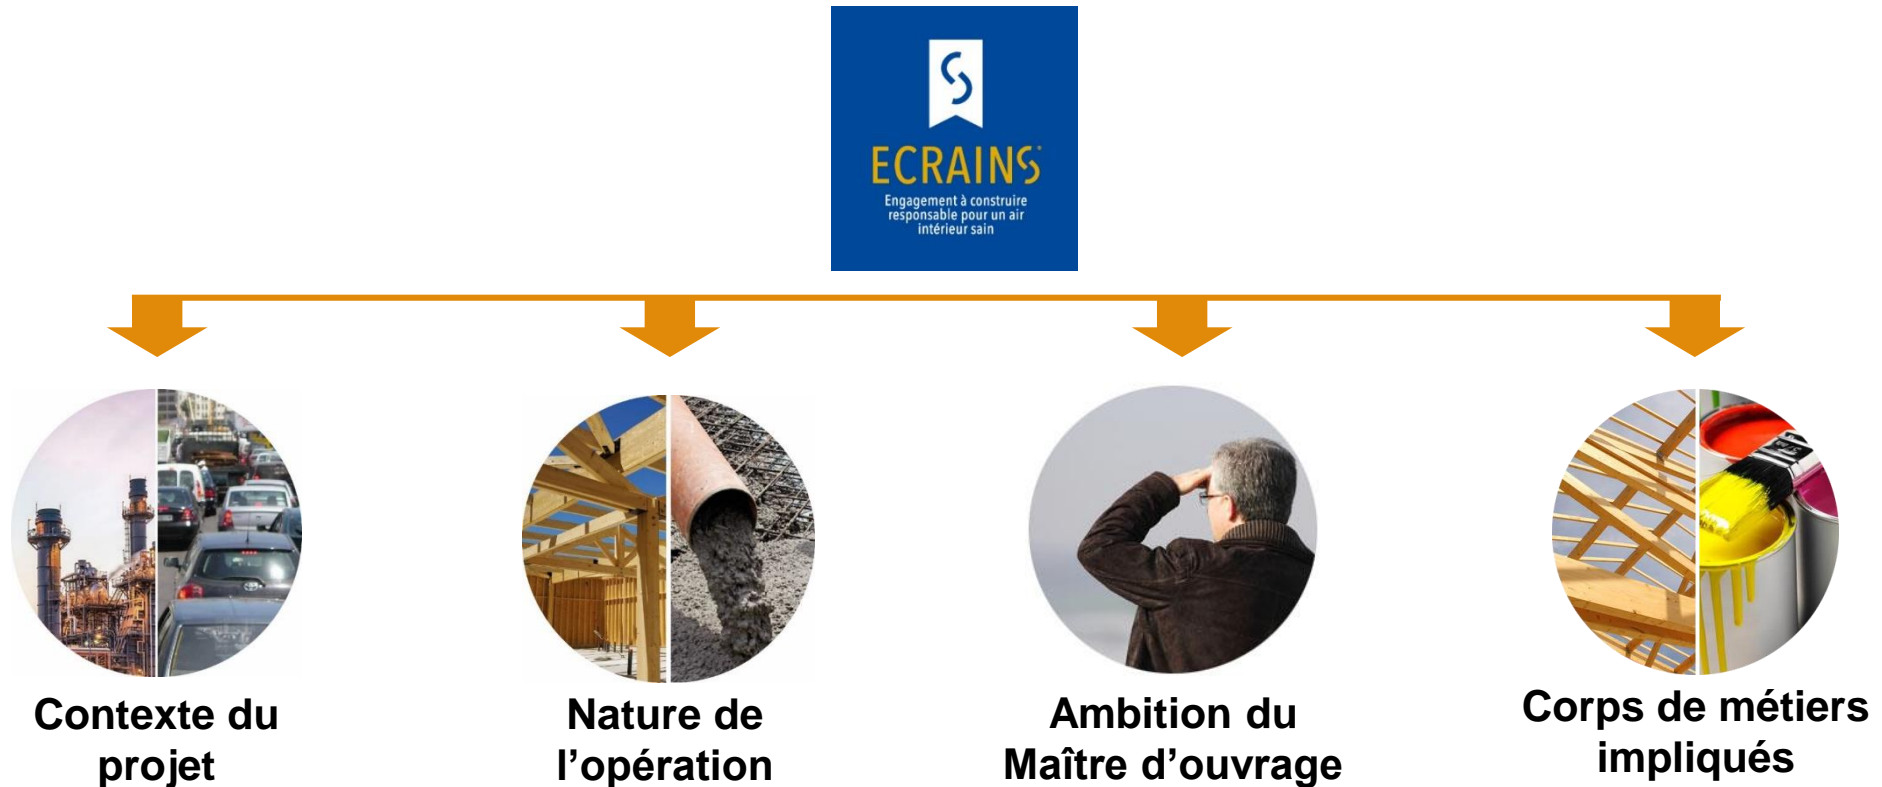 ECRAINS®
Engagement à construire
responsable pour un air
intérieur sain
Contexte du
projet
Nature de
l’opération
Ambition du
Maître d’ouvrage
Corps de métiers
impliqués